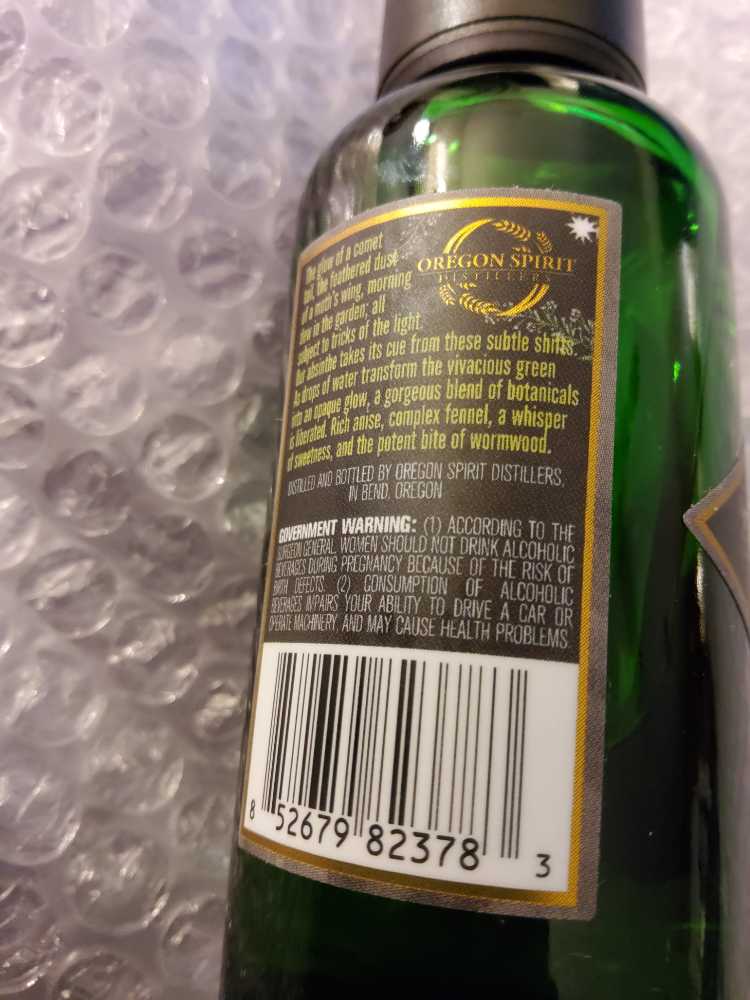 OREGON SPIRIT
DISTILLERS
The glow of a comet
tail, the feathered dust
of a moth's wing, morning
dew in the garden; all
subject to tricks of the light.
Our absinthe takes its cue from these subtle shifts.
As drops of water transform the vivacious green
into an opaque glow, a gorgeous blend of botanicals
is liberated. Rich anise, complex fennel, a whisper
of sweetness, and the potent bite of wormwood.
DISTILLED AND BOTTLED BY OREGON SPIRIT DISTILLERS,
IN BEND, OREGON
GOVERNMENT WARNING: (1) ACCORDING TO THE
SURGEON GENERAL, WOMEN SHOULD NOT DRINK ALCOHOLIC
BEVERAGES DURING PREGNANCY BECAUSE OF THE RISK OF
BIRTH DEFECTS. (2) CONSUMPTION OF ALCOHOLIC
BEVERAGES IMPAIRS YOUR ABILITY TO DRIVE A CAR OR
OPERATE MACHINERY, AND MAY CAUSE HEALTH PROBLEMS.
8 52679 82378 3